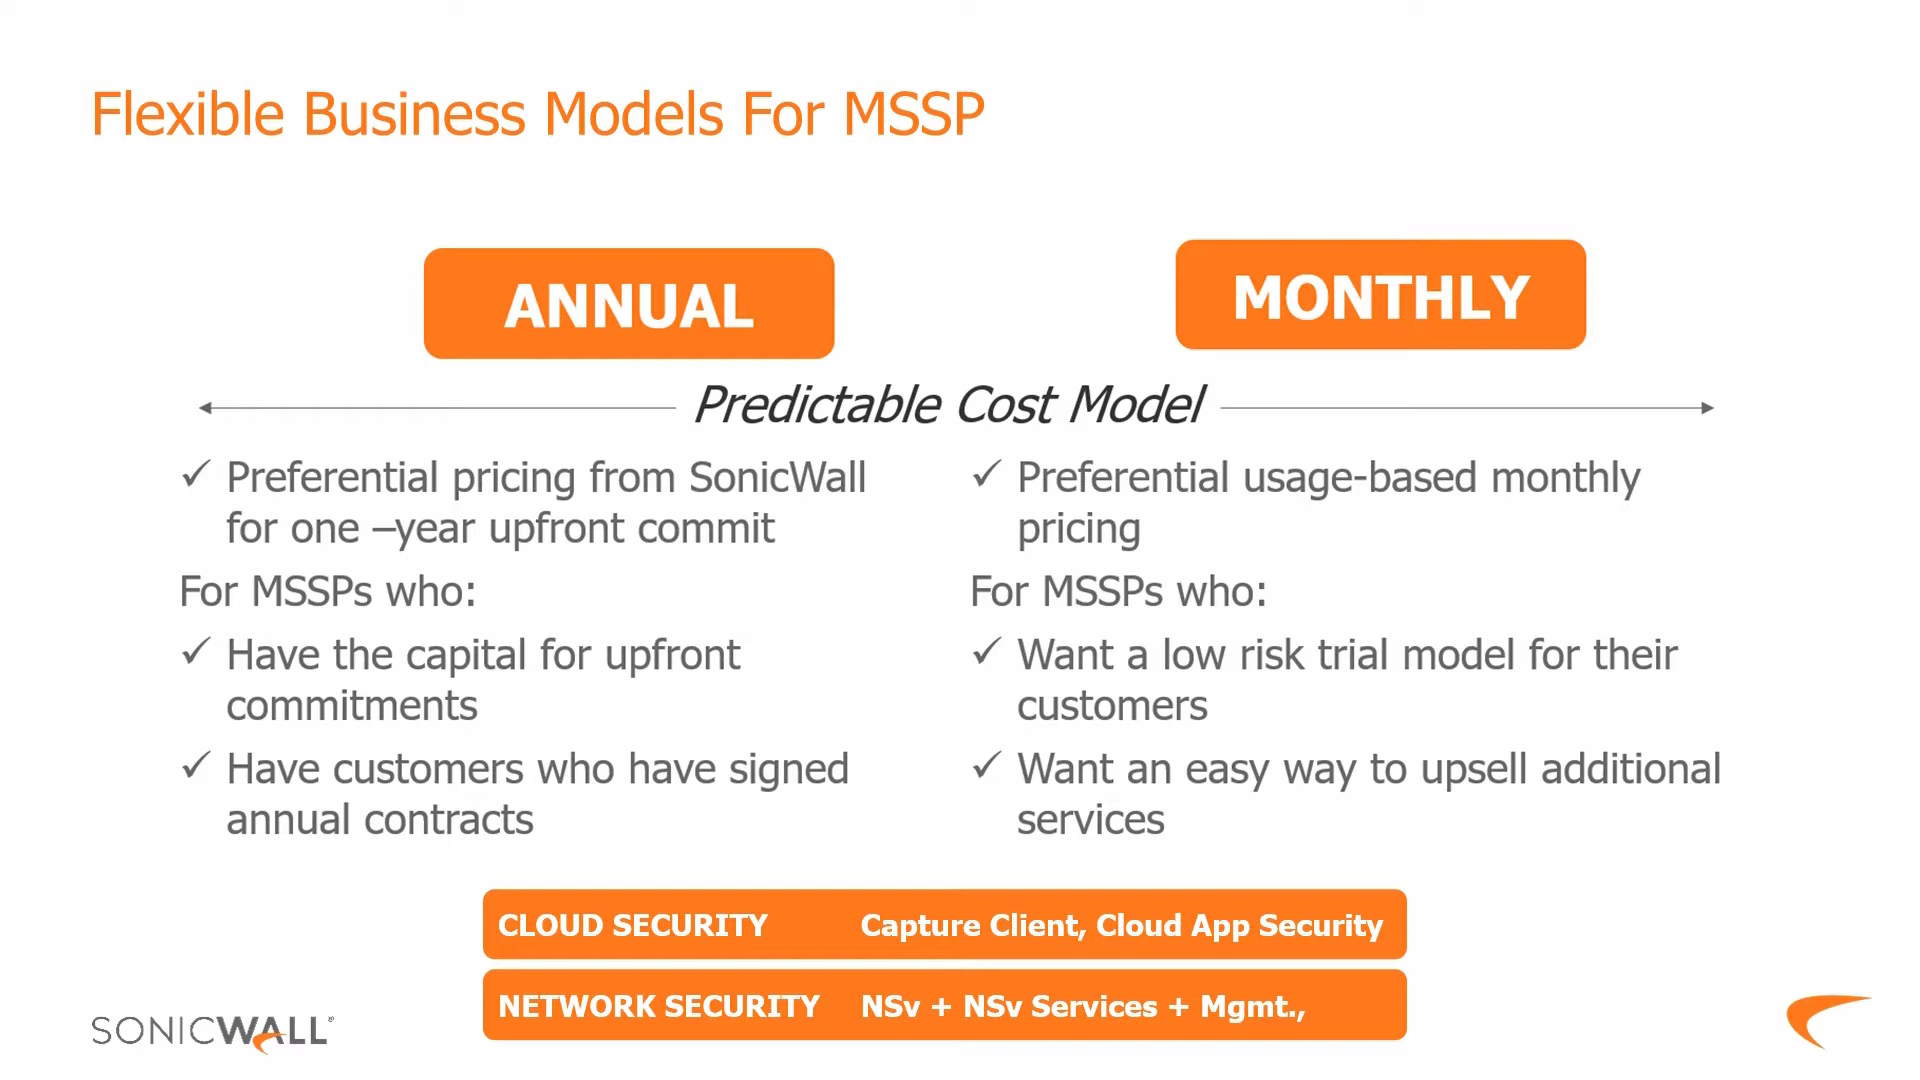 Flexible Business Models For MSSP
ANNUAL
MONTHLY
Predictable Cost Model
✓ Preferential pricing from SonicWall
for one –year upfront commit
For MSSPs who:
✓ Have the capital for upfront
commitments
✓ Have customers who have signed
annual contracts
✓ Preferential usage-based monthly
pricing
For MSSPs who:
✓ Want a low risk trial model for their
customers
✓ Want an easy way to upsell additional
services
CLOUD SECURITY Capture Client, Cloud App Security
NETWORK SECURITY NSv + NSv Services + Mgmt.,
SONICWALL®